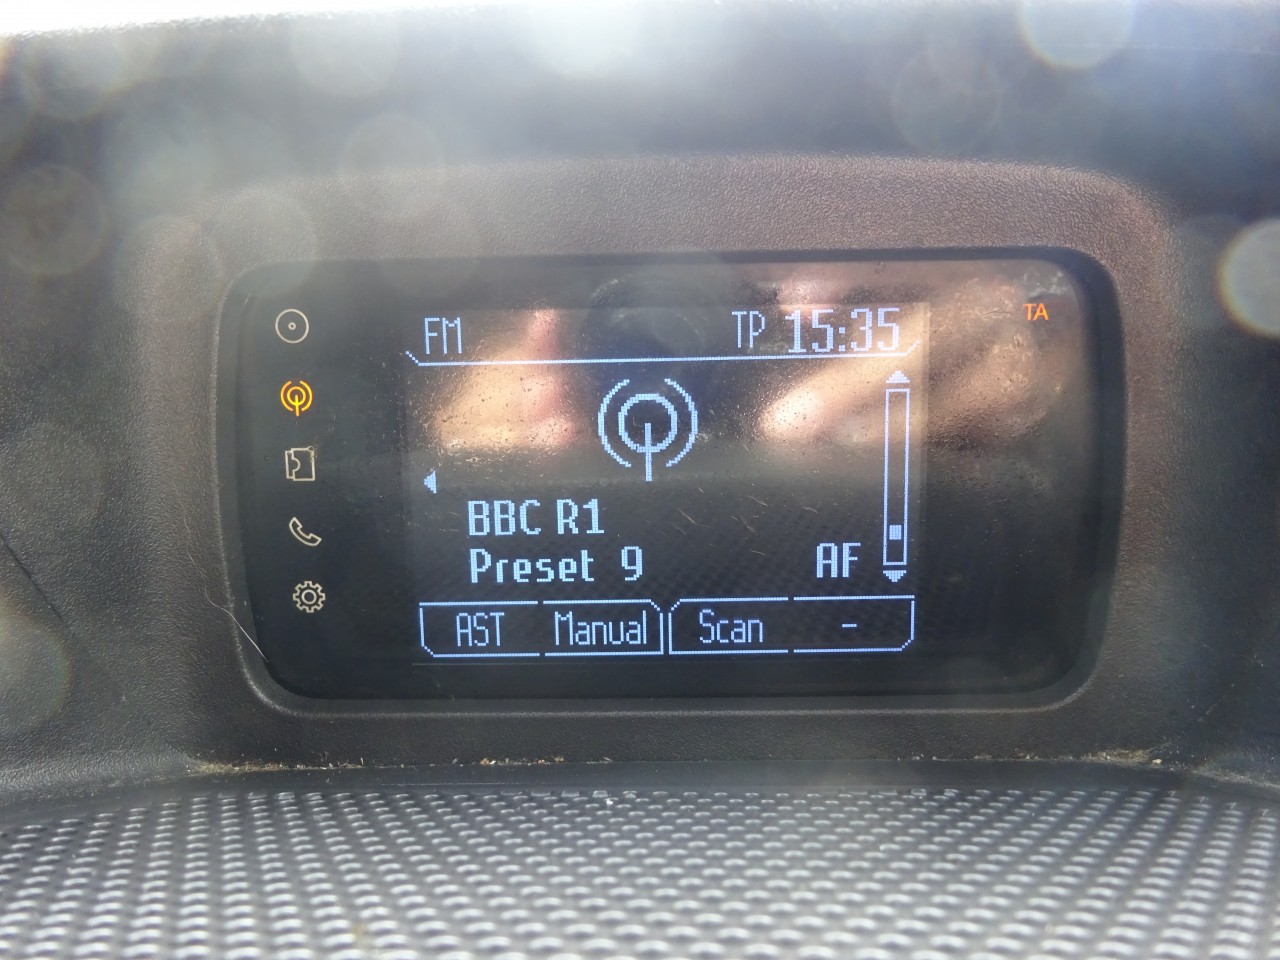 FM TP 15:35
TA
BBC R1
Preset 9 AF
AST Manual Scan -